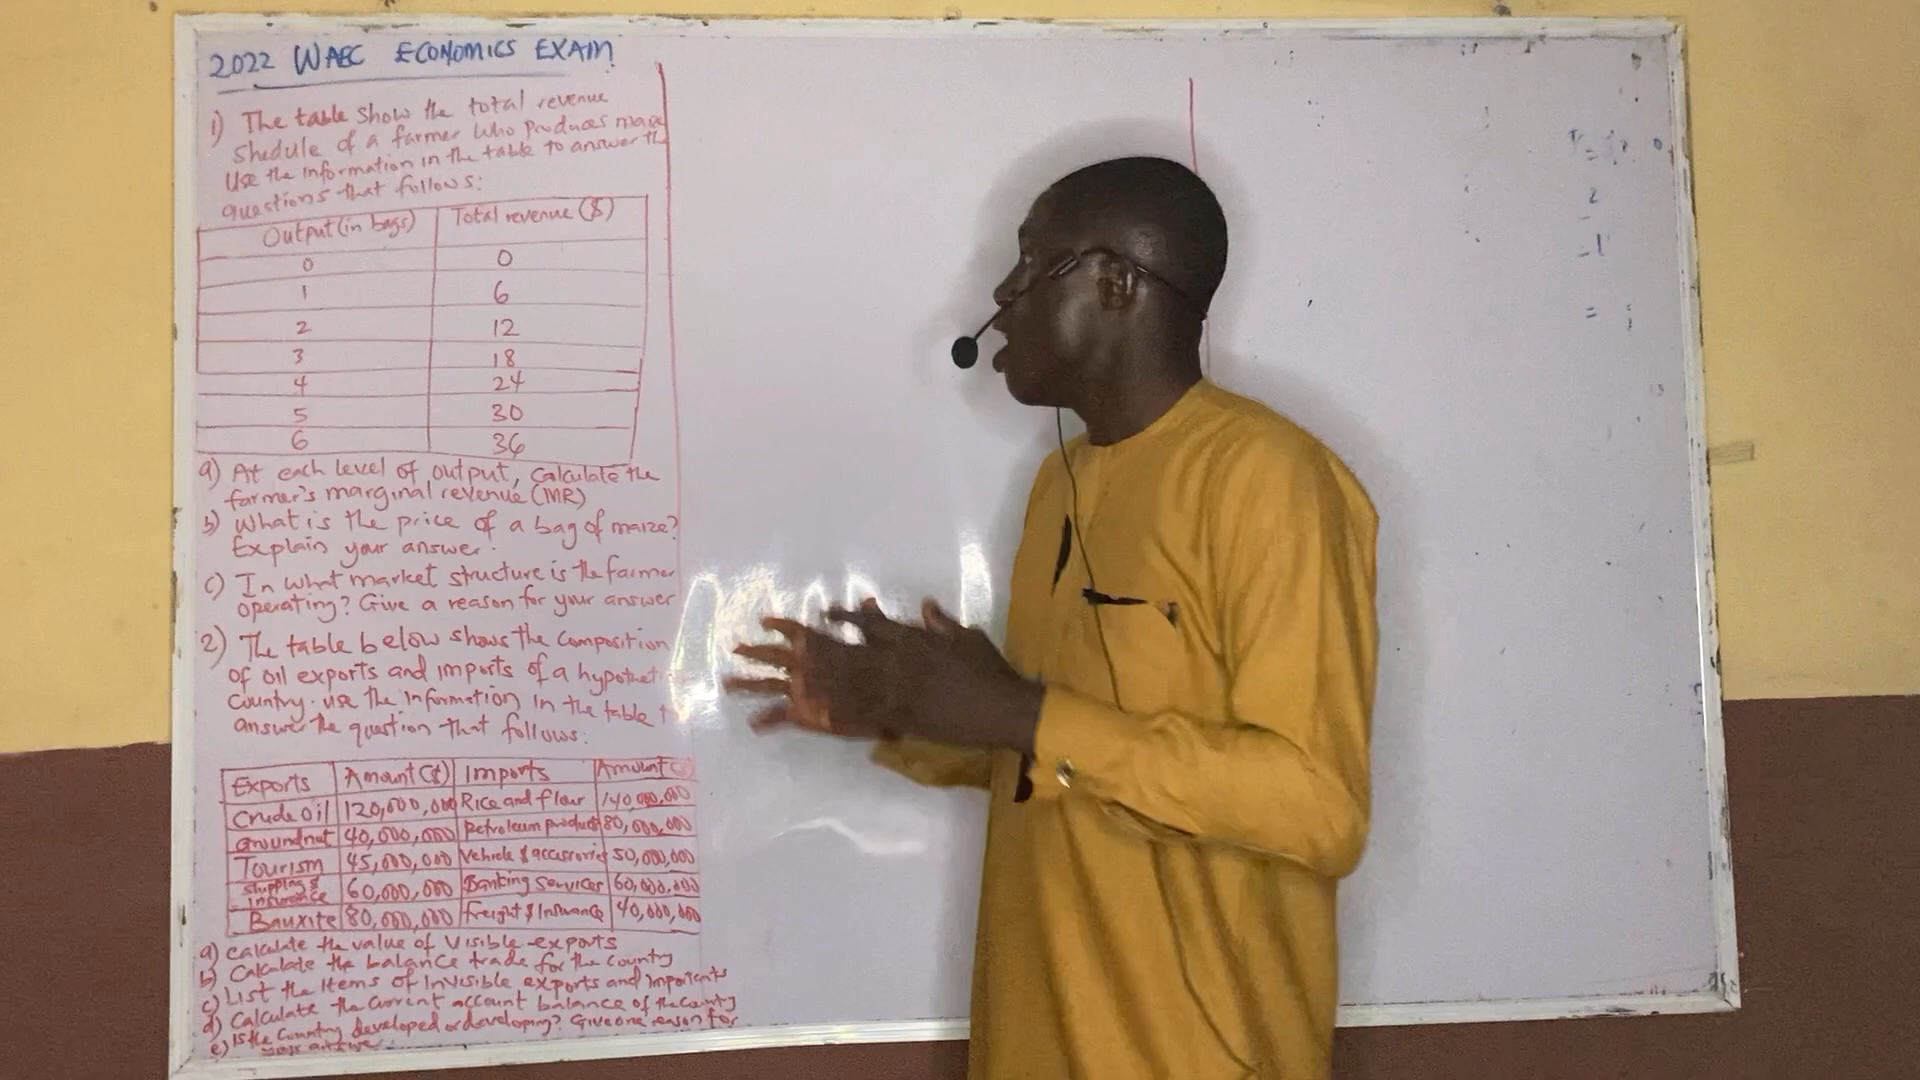 2022 WAEC ECONOMICS EXAM
1) The table show the total revenue
Shedule of a farmer who produces maize
Use the information in the table to answer the
questions that follows:
Output (in bags) Total revenue ($)
0 0
1 6
2 12
3 18
4 24
5 30
6 36
a) At each level of output, calculate the
farmer's marginal revenue (MR)
b) What is the price of a bag of maize?
Explain your answer.
c) In what market structure is the farmer
operating? Give a reason for your answer
2) The table below shows the composition
of oil exports and imports of a
Country. use the information in the table
answer the question that follows:
Exports Amount ($) Imports Amount
Crude oil 120,000,000 Rice and flour 140,000,000
Groundnut 40,000,000 Petroleum product 80,000,000
Tourism 45,000,000 Vehicle & accessories 50,000,000
Shipping & insurance 60,000,000 Banking services 60,000,000
Bauxite 80,000,000 Freight & Insurance 40,000,000
a) Calculate the value of visible exports
b) Calculate the balance trade for the country
c) List the items of invisible exports and
d) Calculate the current account balance of the country
e) Is the country developed or developing? Give one reason for
your answer